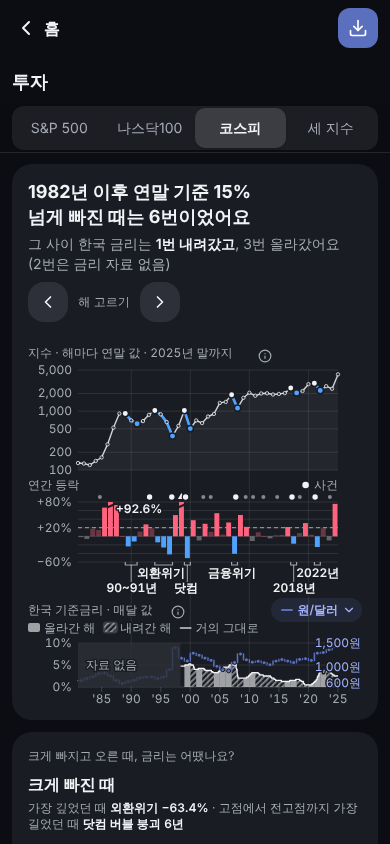 홈
투자
S&P 500 나스닥100 코스피 세 지수
1982년 이후 연말 기준 15%
넘게 빠진 때는 6번이었어요
그 사이 한국 금리는 1번 내려갔고, 3번 올라갔어요
(2번은 금리 자료 없음)
해 고르기
지수 · 해마다 연말 값 · 2025년 말까지
5,000
2,000
1,000
500
200
100
연간 등락
사건
+80%
+92.6%
+20%
−60%
외환위기 금융위기 2022년
90~91년 닷컴 2018년
한국 기준금리 · 매달 값
원/달러
올라간 해 내려간 해 거의 그대로
10% 1,500원
자료 없음
5% 1,000원
600원
0%
'85 '90 '95 '00 '05 '10 '15 '20 '25
크게 빠지고 오른 때, 금리는 어땠나요?
크게 빠진 때
가장 깊었던 때 외환위기 −63.4% · 고점에서 전고점까지 가장
길었던 때 닷컴 버블 붕괴 6년